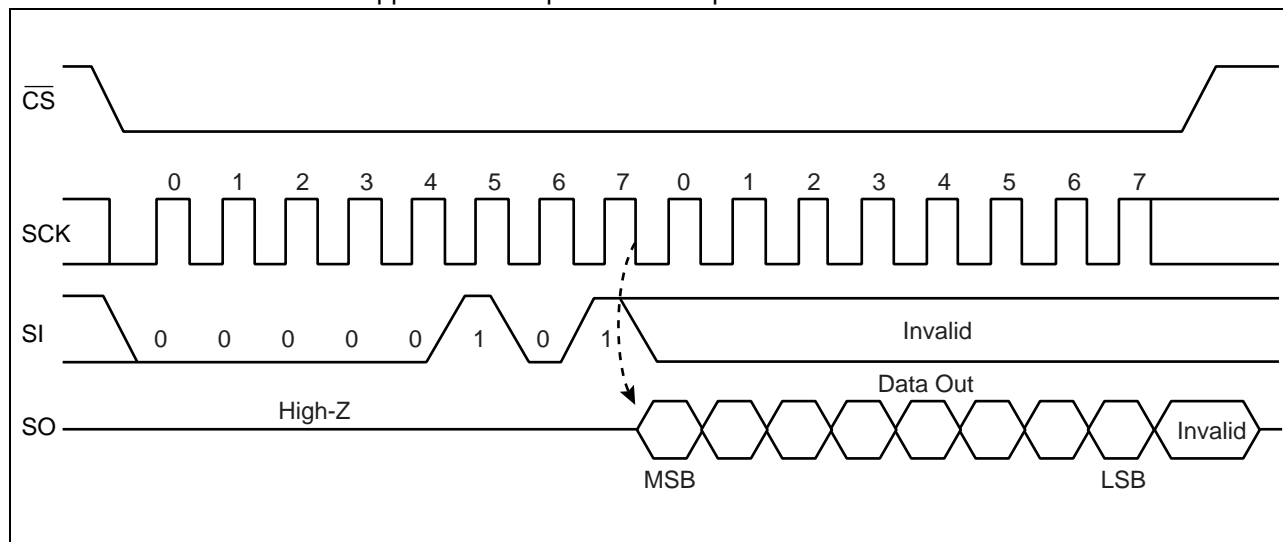 CS
0 1 2 3 4 5 6 7 0 1 2 3 4 5 6 7
SCK
SI
0 0 0 0 0 1 0 1
Invalid
Data Out
High-Z
SO
Invalid
MSB
LSB